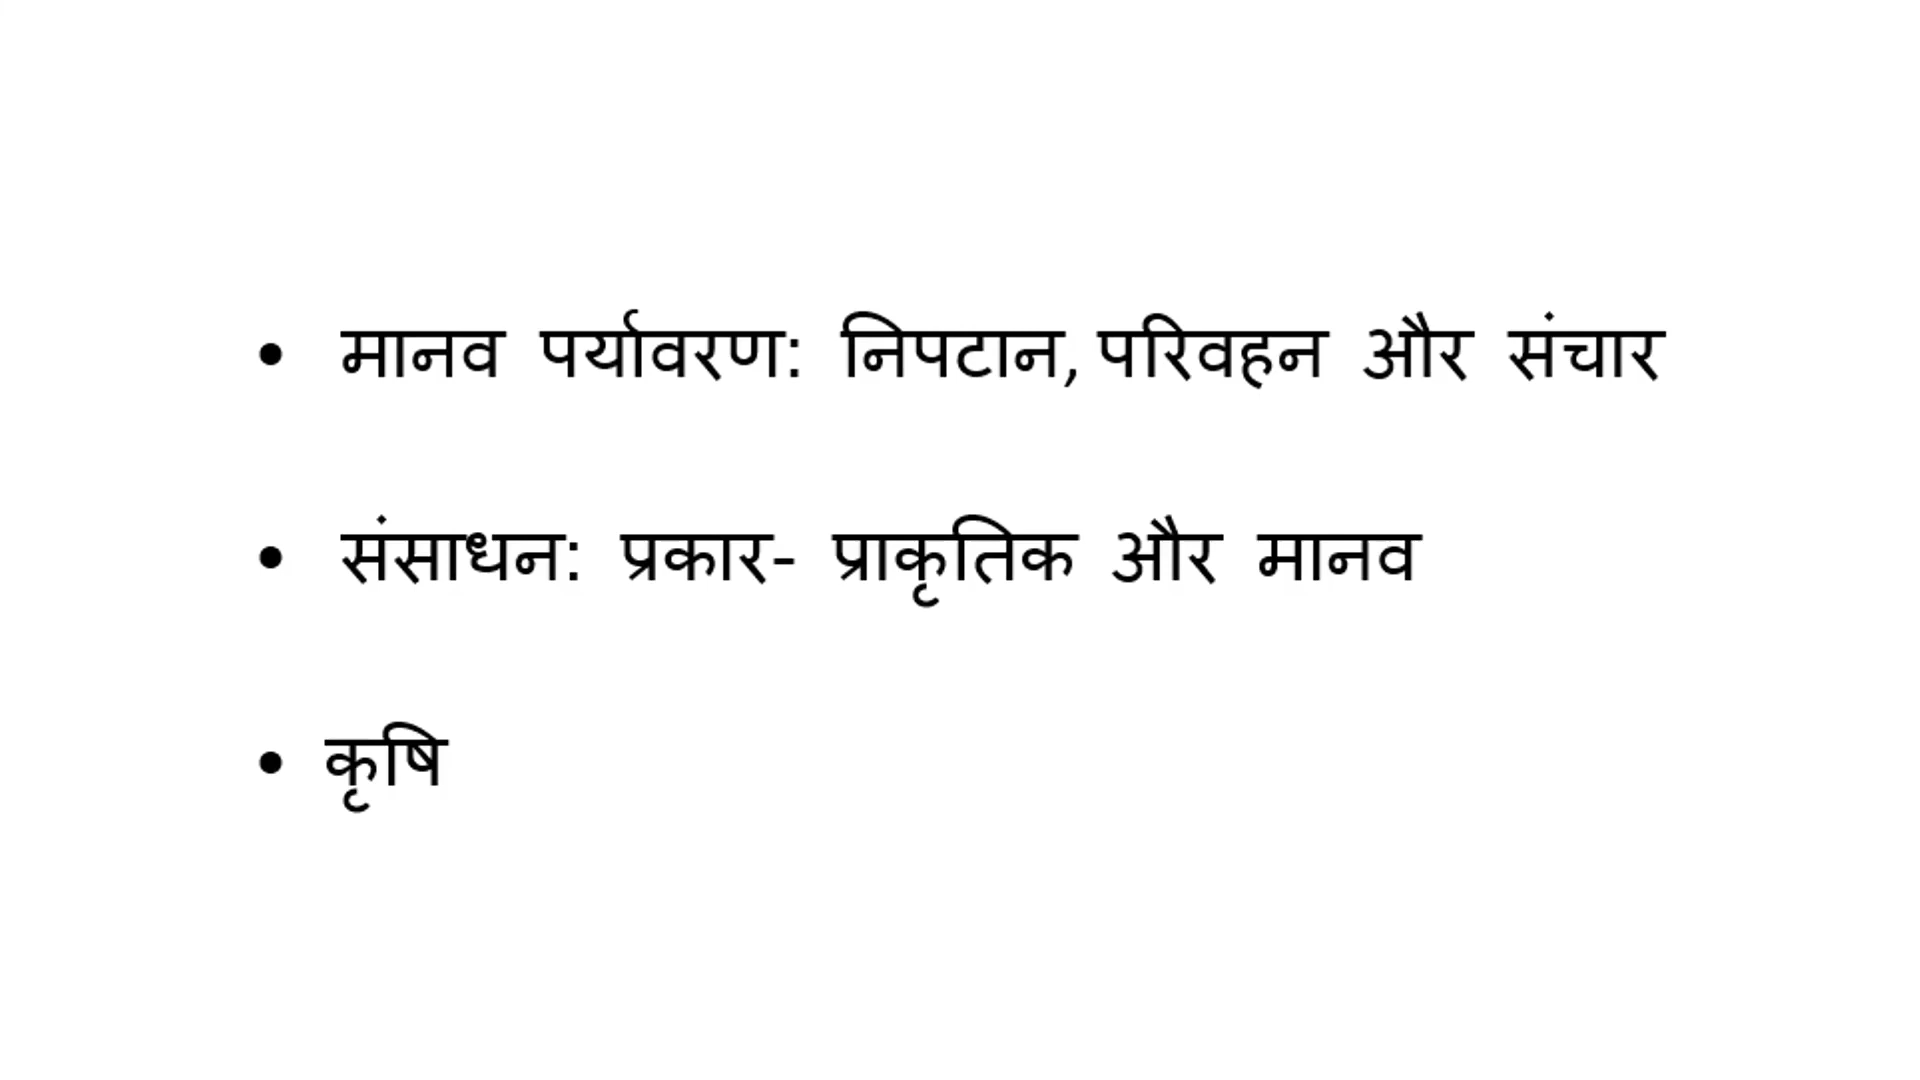 • मानव पर्यावरण: निपटान, परिवहन और संचार
• संसाधन: प्रकार- प्राकृतिक और मानव
• कृषि